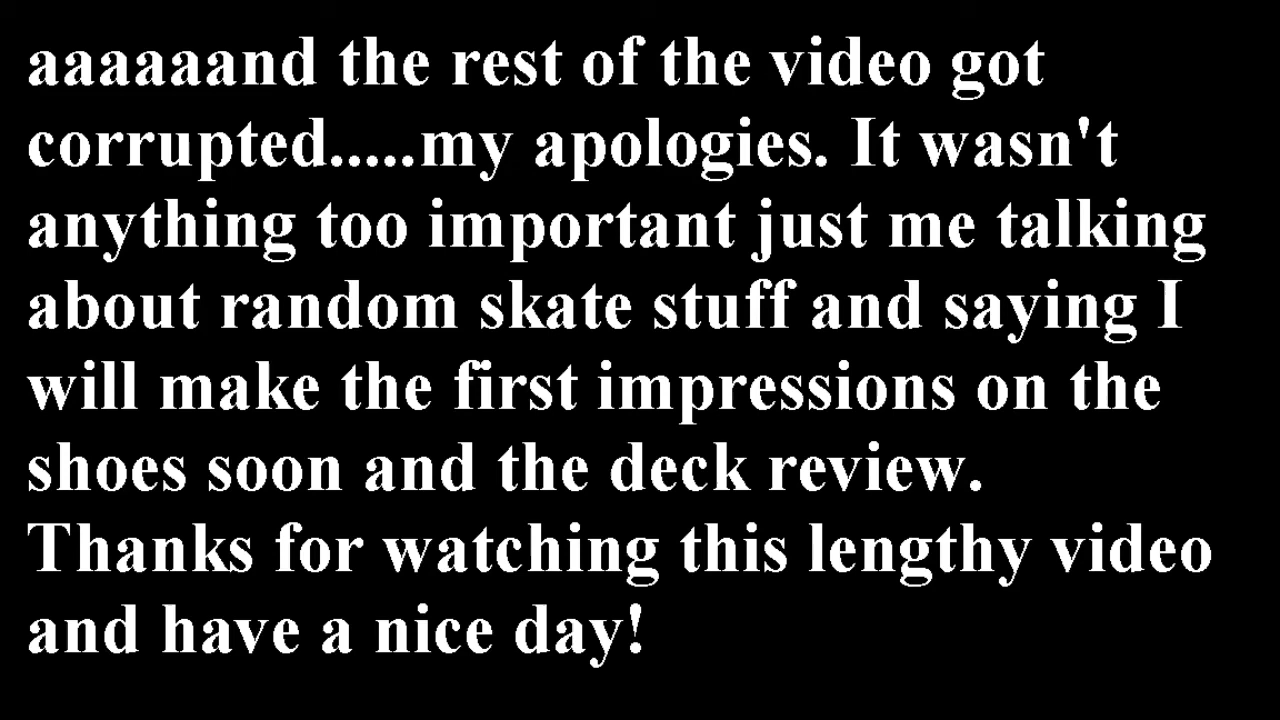 aaaaaand the rest of the video got
corrupted.....my apologies. It wasn't
anything too important just me talking
about random skate stuff and saying I
will make the first impressions on the
shoes soon and the deck review.
Thanks for watching this lengthy video
and have a nice day!